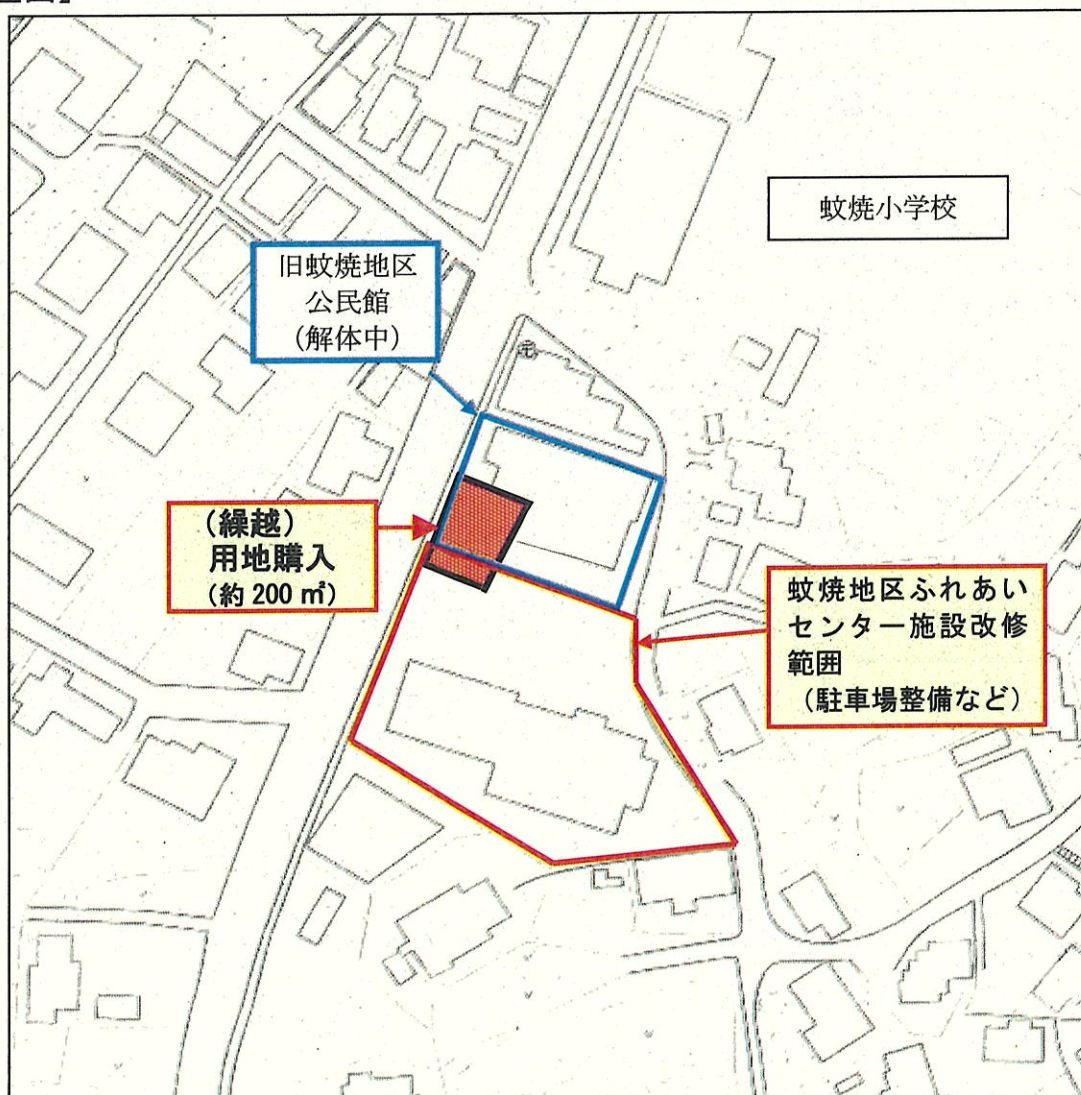 蚊焼小学校
旧蚊焼地区
公民館
(解体中)
(繰越)
用地購入
(約 200 ㎡)
蚊焼地区ふれあい
センター施設改修
範囲
(駐車場整備など)